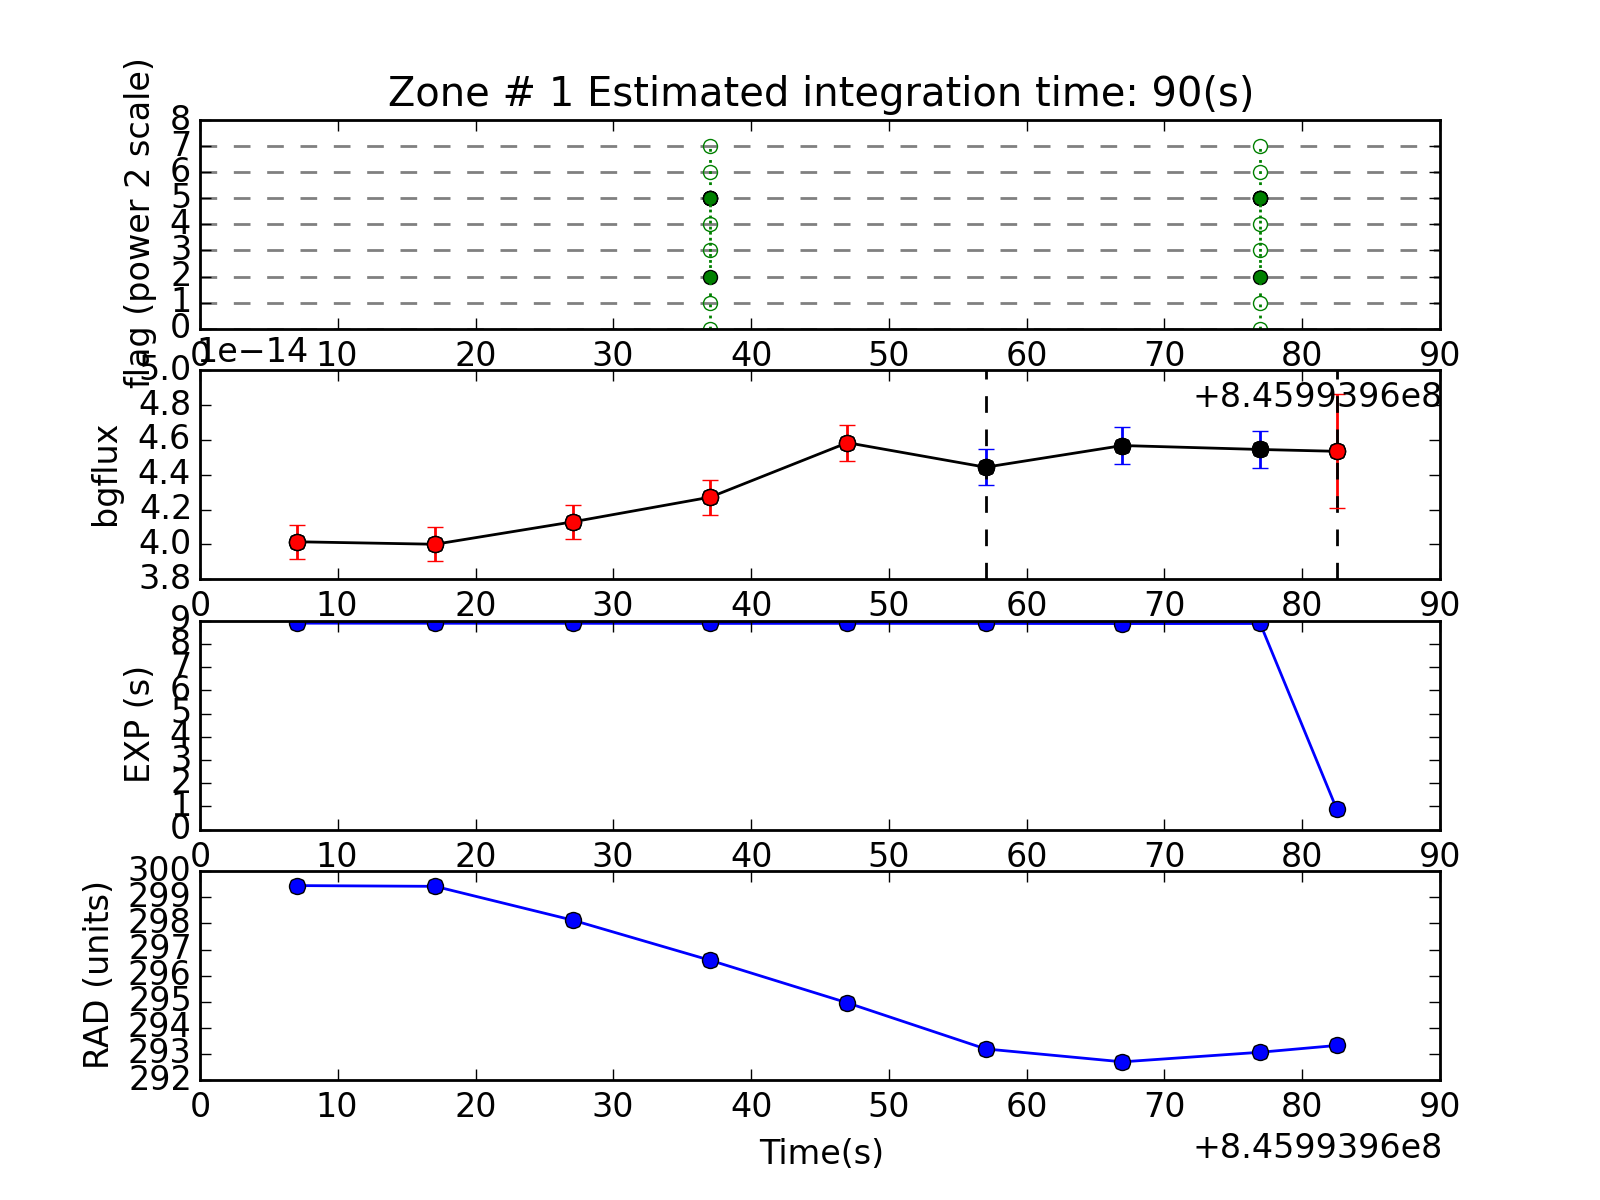 Zone # 1 Estimated integration time: 90(s)
flag (power 2 scale)
8
7
6
5
4
3
2
1
0
0 10 20 30 40 50 60 70 80 90
1e−14
+8.4599396e8
bgflux
5.0
4.8
4.6
4.4
4.2
4.0
3.8
0 10 20 30 40 50 60 70 80 90
EXP (s)
9
8
7
6
5
4
3
2
1
0
0 10 20 30 40 50 60 70 80 90
RAD (units)
300
299
298
297
296
295
294
293
292
0 10 20 30 40 50 60 70 80 90
Time(s)
+8.4599396e8